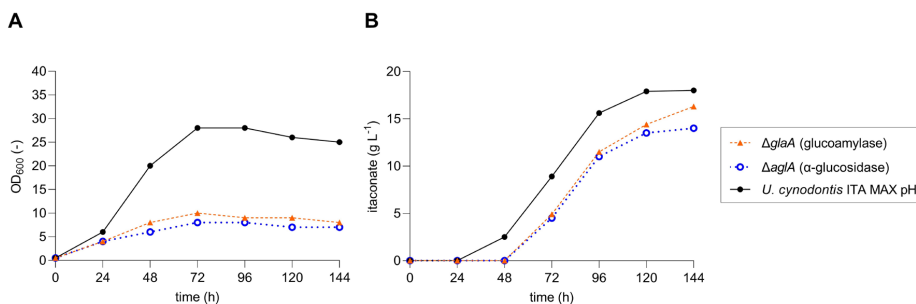 A
B
OD600 (-)
40
35
30
25
20
15
10
5
0
0 24 48 72 96 120 144
time (h)
itaconate (g L-1)
20
15
10
5
0
0 24 48 72 96 120 144
time (h)
ΔglaA (glucoamylase)
ΔaglA (α-glucosidase)
U. cynodontis ITA MAX pH